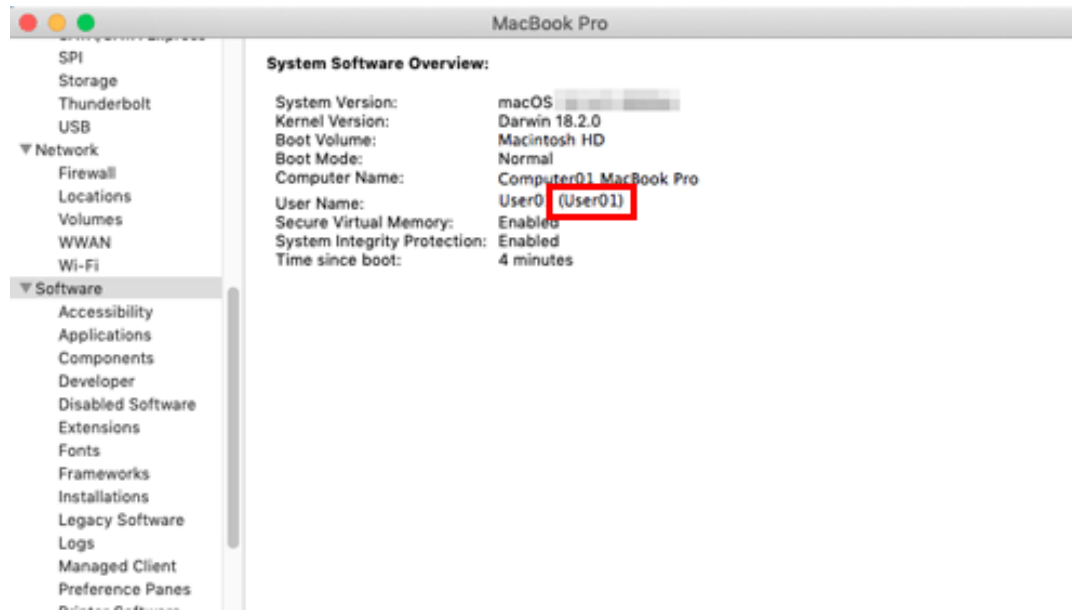 MacBook Pro
SPI
Storage
Thunderbolt
USB
Network
Firewall
Locations
Volumes
WWAN
Wi-Fi
Software
Accessibility
Applications
Components
Developer
Disabled Software
Extensions
Fonts
Frameworks
Installations
Legacy Software
Logs
Managed Client
Preference Panes
System Software Overview:
System Version: macOS
Kernel Version: Darwin 18.2.0
Boot Volume: Macintosh HD
Boot Mode: Normal
Computer Name: Computer01 MacBook Pro
User Name: User0 (User01)
Secure Virtual Memory: Enabled
System Integrity Protection: Enabled
Time since boot: 4 minutes